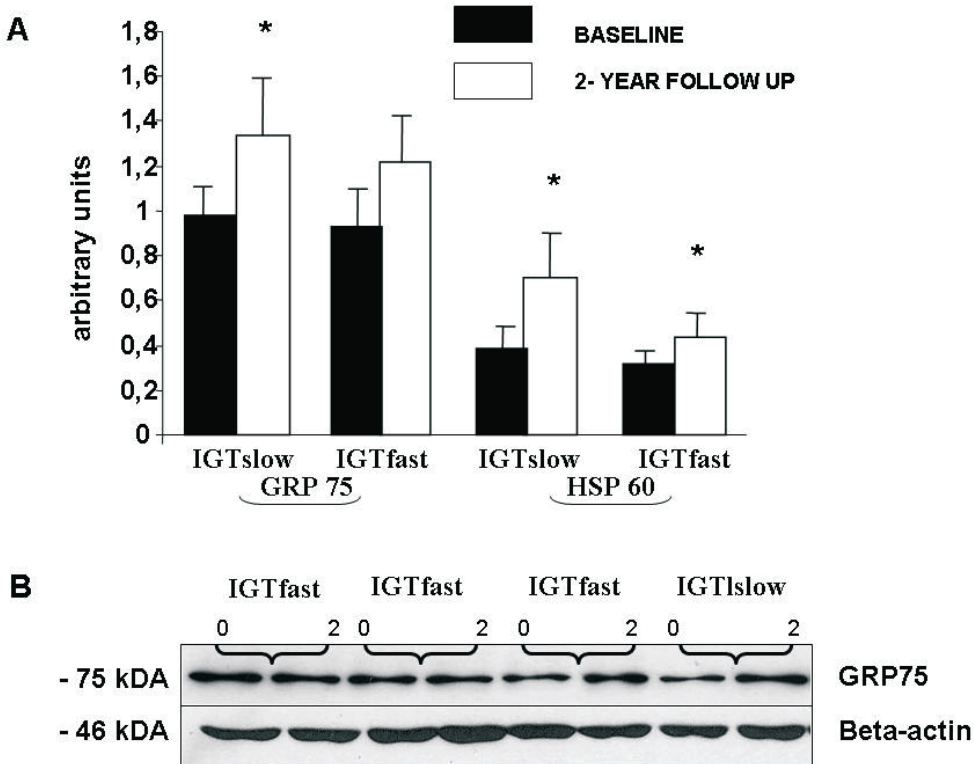 A
1,8
1,6
1,4
1,2
1
0,8
0,6
0,4
0,2
0
arbitrary units
*
*
*
BASELINE
2- YEAR FOLLOW UP
IGTslow IGTfast IGTslow IGTfast
GRP 75 HSP 60
B
IGTfast IGTfast IGTfast IGTlslow
0 2 0 2 0 2 0 2
- 75 kDA GRP75
- 46 kDA Beta-actin